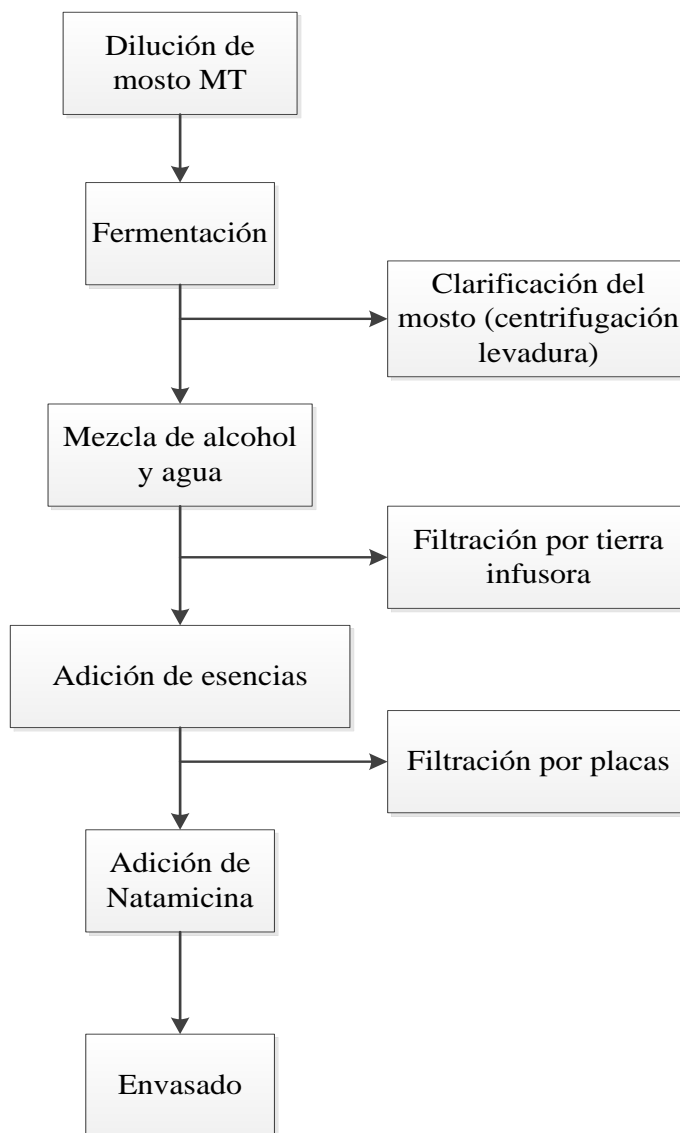 Dilución de
mosto MT
Fermentación
Clarificación del
mosto (centrifugación
levadura)
Mezcla de alcohol
y agua
Filtración por tierra
infusora
Adición de esencias
Filtración por placas
Adición de
Natamicina
Envasado